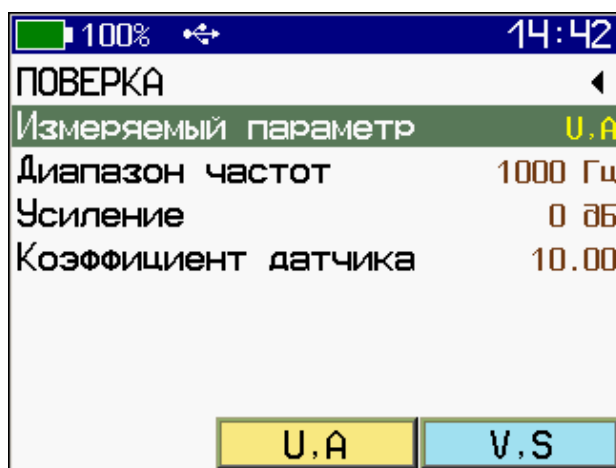 100% 14:42
ПОВЕРКА
Измеряемый параметр U,A
Диапазон частот 1000 Гц
Усиление 0 дБ
Коэффициент датчика 10.00
U,A V,S